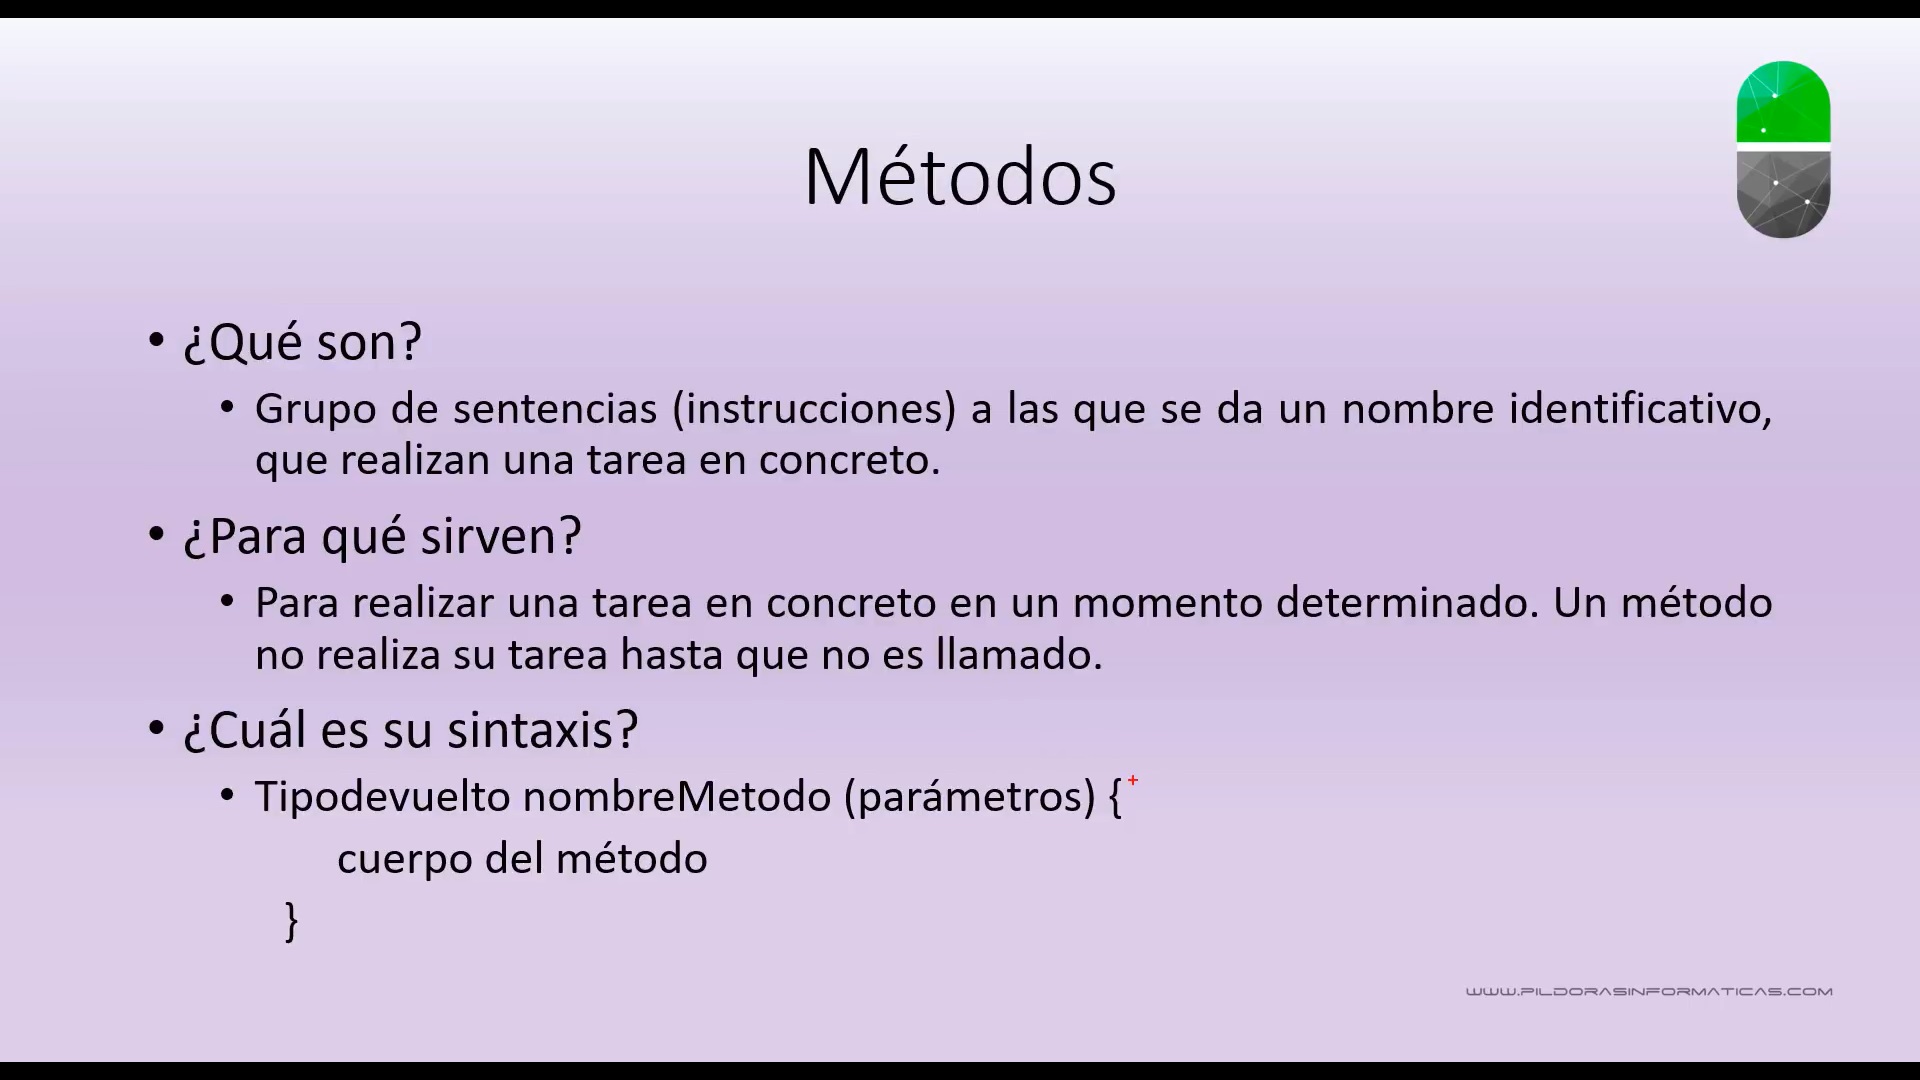 Métodos
• ¿Qué son?
• Grupo de sentencias (instrucciones) a las que se da un nombre identificativo,
que realizan una tarea en concreto.
• ¿Para qué sirven?
• Para realizar una tarea en concreto en un momento determinado. Un método
no realiza su tarea hasta que no es llamado.
• ¿Cuál es su sintaxis?
• Tipodevuelto nombreMetodo (parámetros) {
cuerpo del método
}
WWW.PILDORASINFORMATICAS.COM